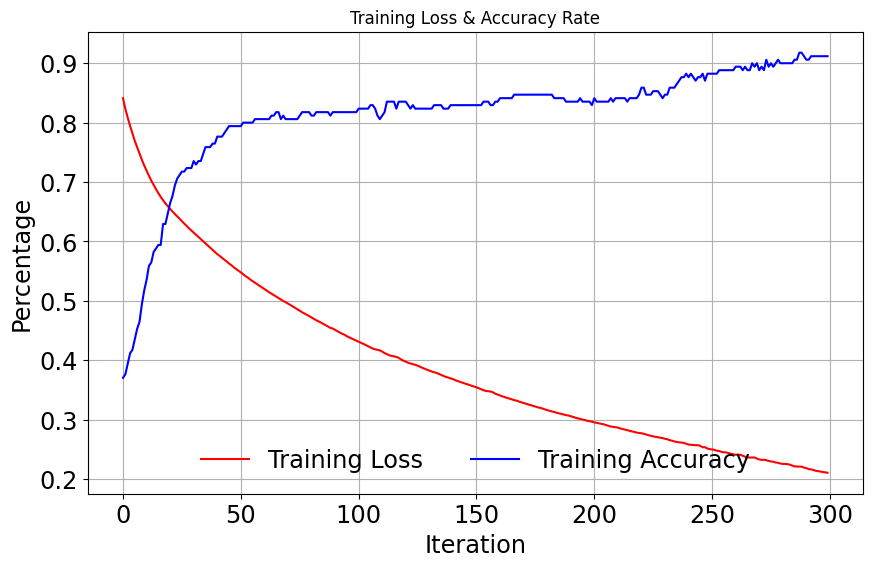 Training Loss & Accuracy Rate
Percentage
0.9
0.8
0.7
0.6
0.5
0.4
0.3
0.2
Training Loss Training Accuracy
0 50 100 150 200 250 300
Iteration